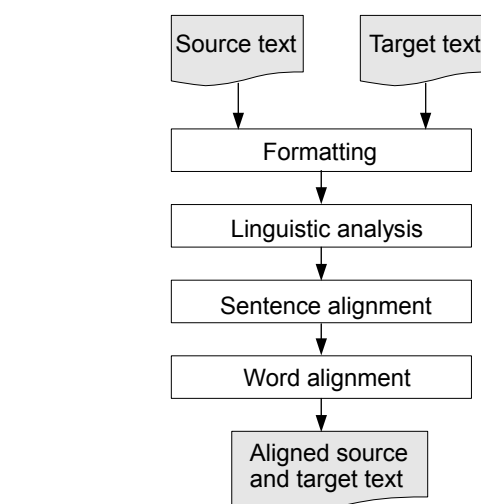 Source text
Target text
Formatting
Linguistic analysis
Sentence alignment
Word alignment
Aligned source
and target text